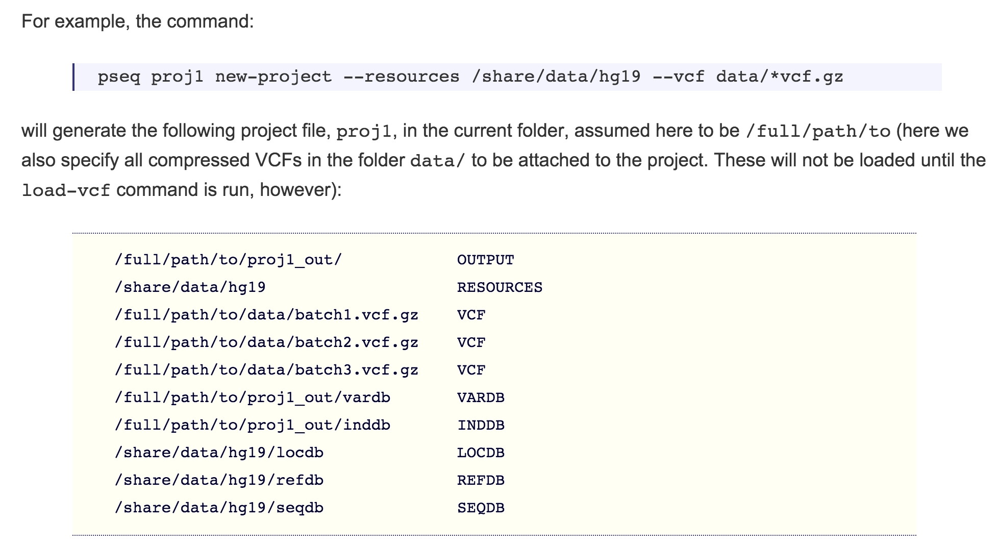 For example, the command:
pseq proj1 new-project --resources /share/data/hg19 --vcf data/*vcf.gz
will generate the following project file, proj1, in the current folder, assumed here to be /full/path/to (here we
also specify all compressed VCFs in the folder data/ to be attached to the project. These will not be loaded until the
load-vcf command is run, however):
/full/path/to/proj1_out/ OUTPUT
/share/data/hg19 RESOURCES
/full/path/to/data/batch1.vcf.gz VCF
/full/path/to/data/batch2.vcf.gz VCF
/full/path/to/data/batch3.vcf.gz VCF
/full/path/to/proj1_out/vardb VARDB
/full/path/to/proj1_out/inddb INDDB
/share/data/hg19/locdb LOCDB
/share/data/hg19/refdb REFDB
/share/data/hg19/seqdb SEQDB